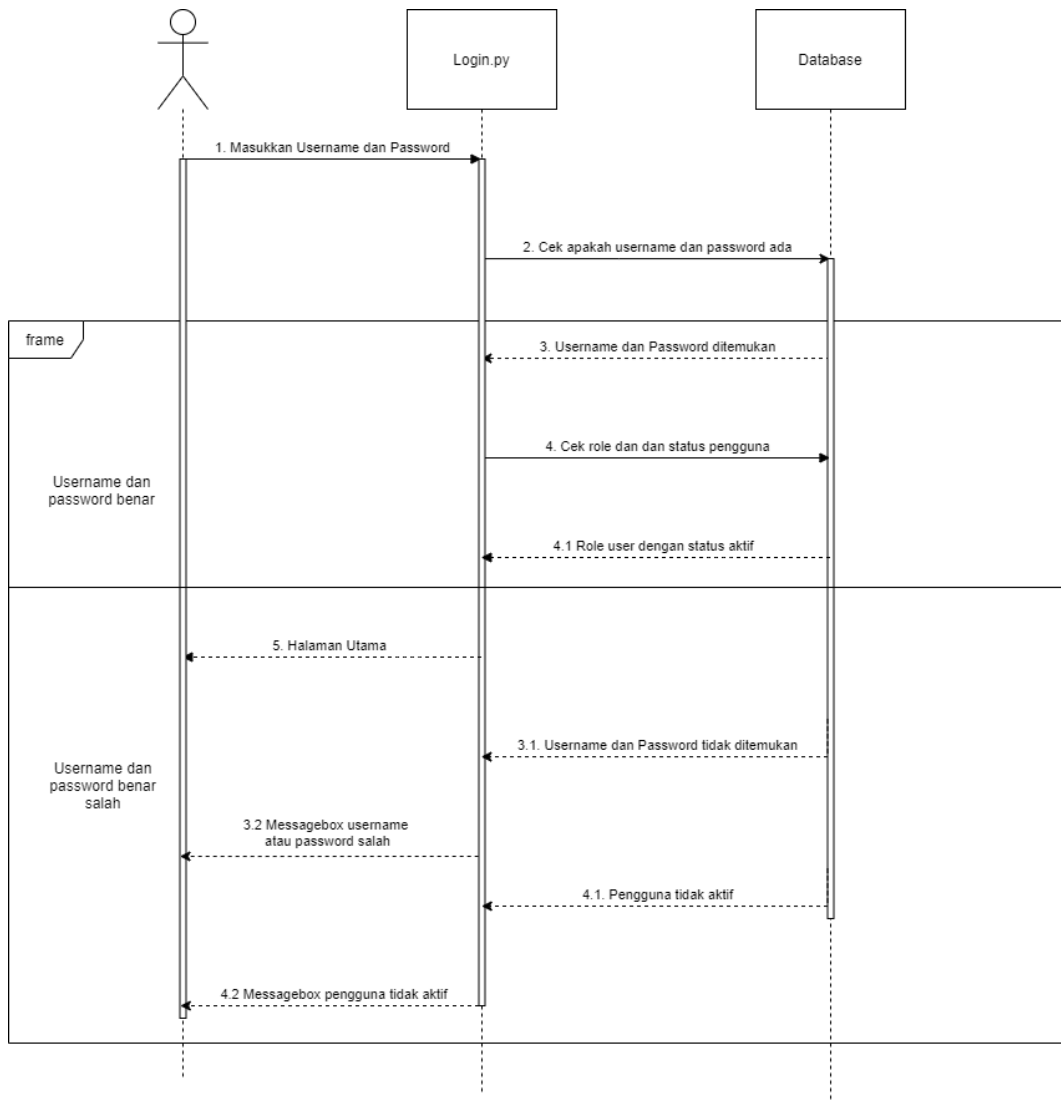 Login.py
Database
1. Masukkan Username dan Password
2. Cek apakah username dan password ada
frame
3. Username dan Password ditemukan
4. Cek role dan dan status pengguna
Username dan
password benar
4.1 Role user dengan status aktif
5. Halaman Utama
3.1. Username dan Password tidak ditemukan
Username dan
password benar
salah
3.2 Messagebox username
atau password salah
4.1. Pengguna tidak aktif
4.2 Messagebox pengguna tidak aktif